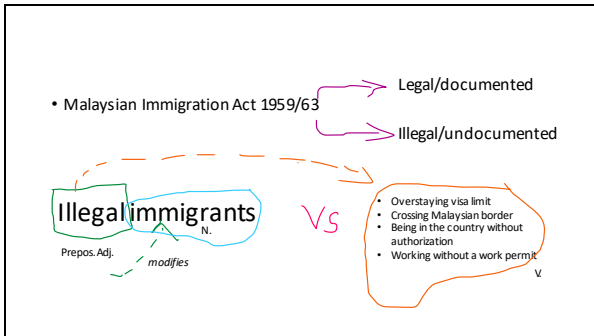 Legal/documented
• Malaysian Immigration Act 1959/63
Illegal/undocumented
Illegal immigrants
N.
Prepos. Adj.
modifies
VS
• Overstaying visa limit
• Crossing Malaysian border
• Being in the country without
authorization
• Working without a work permit
V.